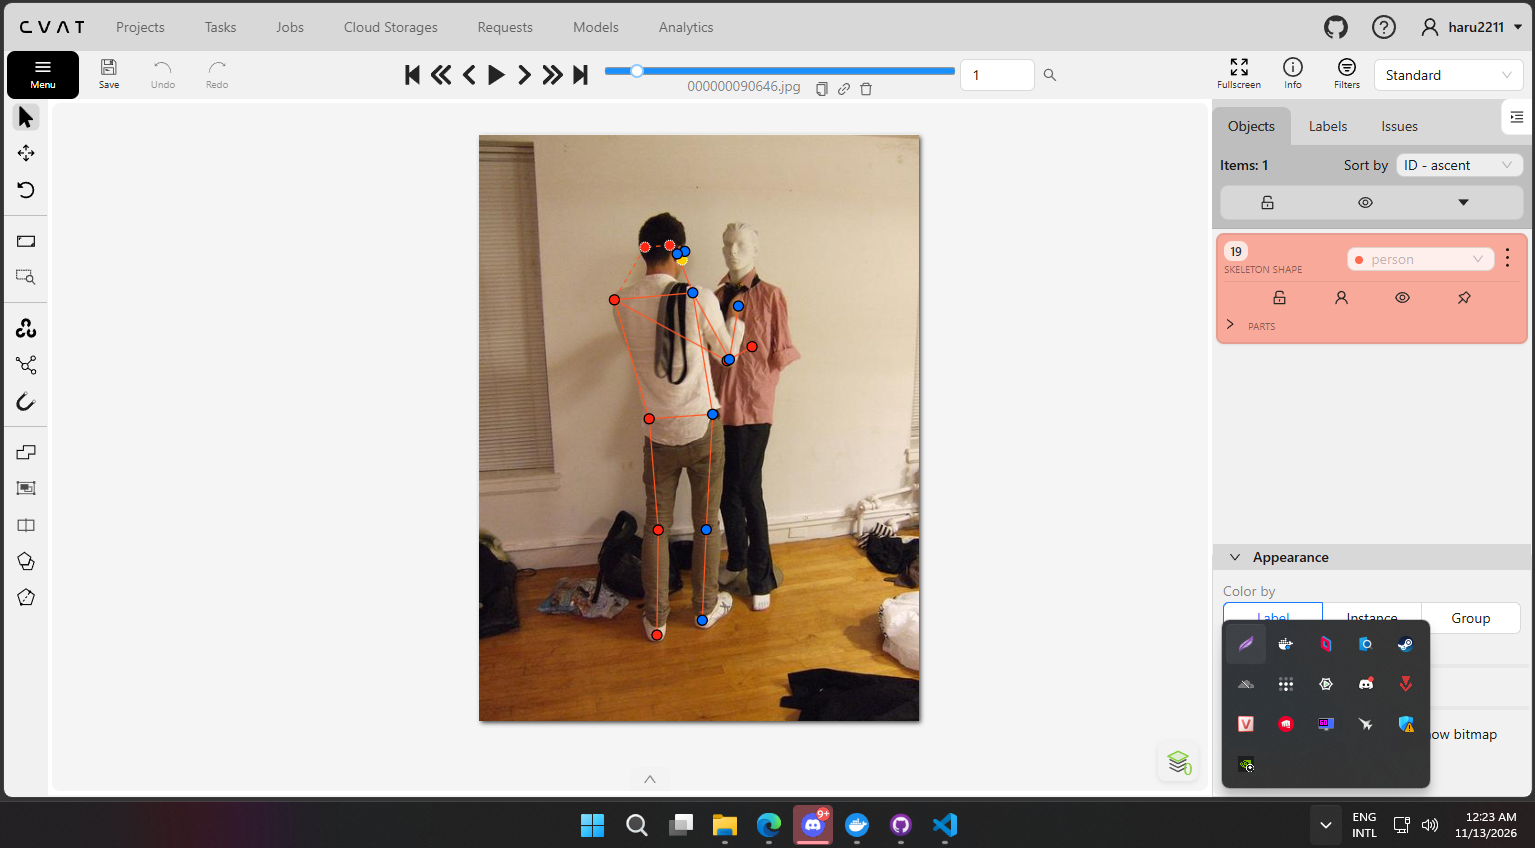 CVAT Projects Tasks Jobs Cloud Storages Requests Models Analytics haru2211
Menu Save Undo Redo 1 Fullscreen Info Filters Standard
000000090646.jpg
Objects Labels Issues
Items: 1 Sort by ID - ascent
19 person
SKELETON SHAPE
PARTS
Appearance
Color by
Label Instance Group
ow bitmap
60
0
9+
ENG 12:23 AM
INTL 11/13/2026